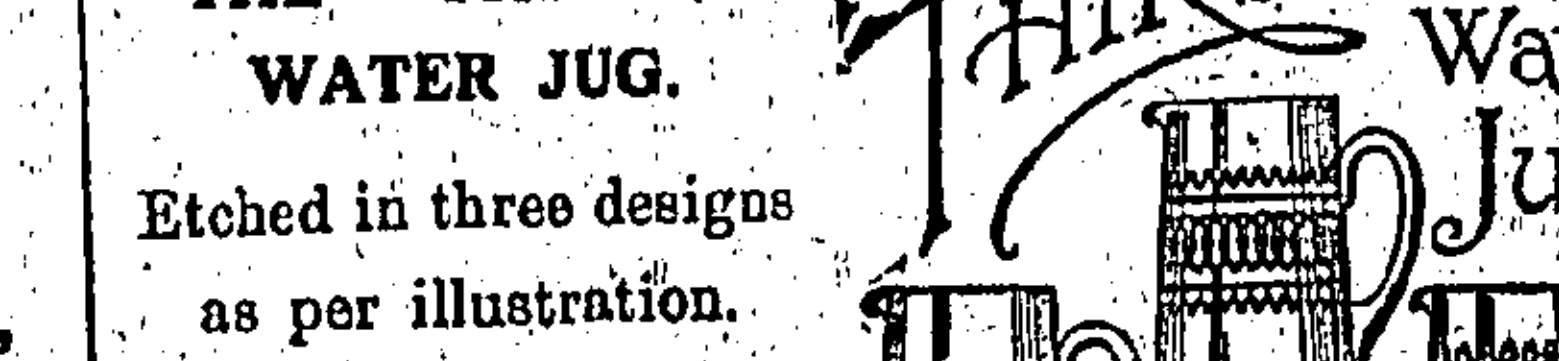 WATER JUG.
Etched in three designs
as per illustration.